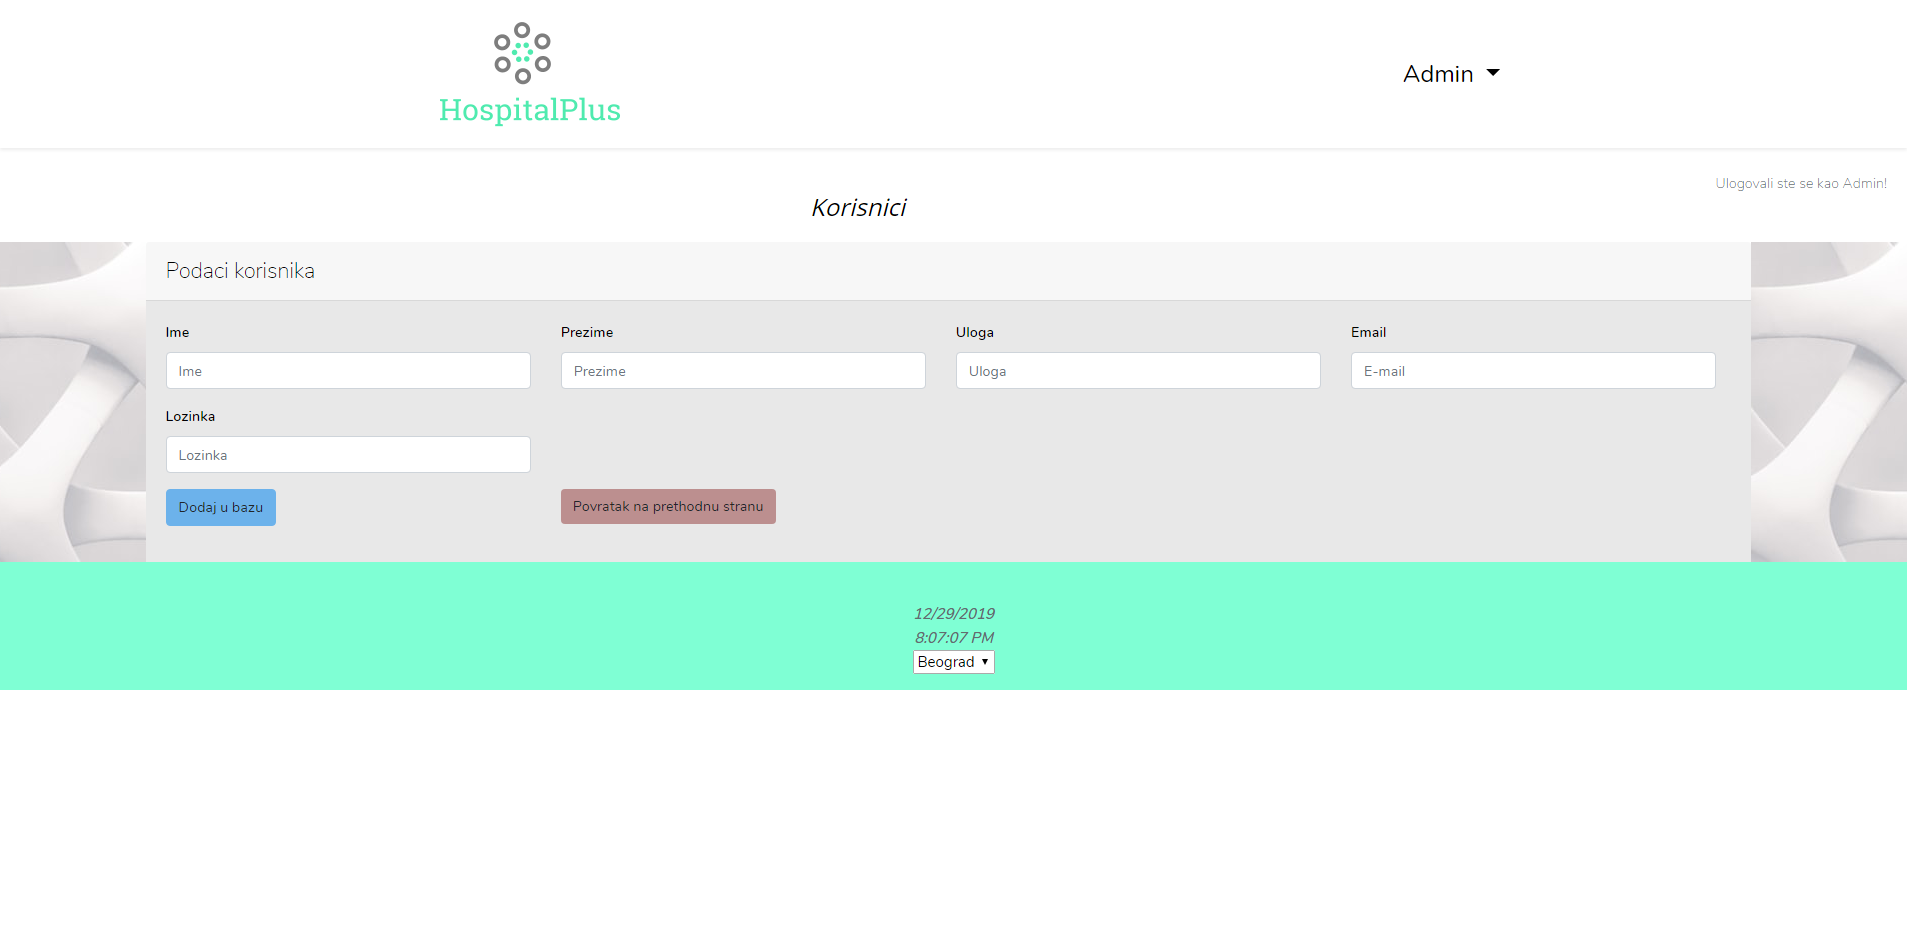 HospitalPlus
Admin
Ulogovali ste se kao Admin!
Korisnici
Podaci korisnika
Ime
Prezime
Uloga
Email
Ime
Prezime
Uloga
E-mail
Lozinka
Lozinka
Dodaj u bazu
Povratak na prethodnu stranu
12/29/2019
8:07:07 PM
Beograd